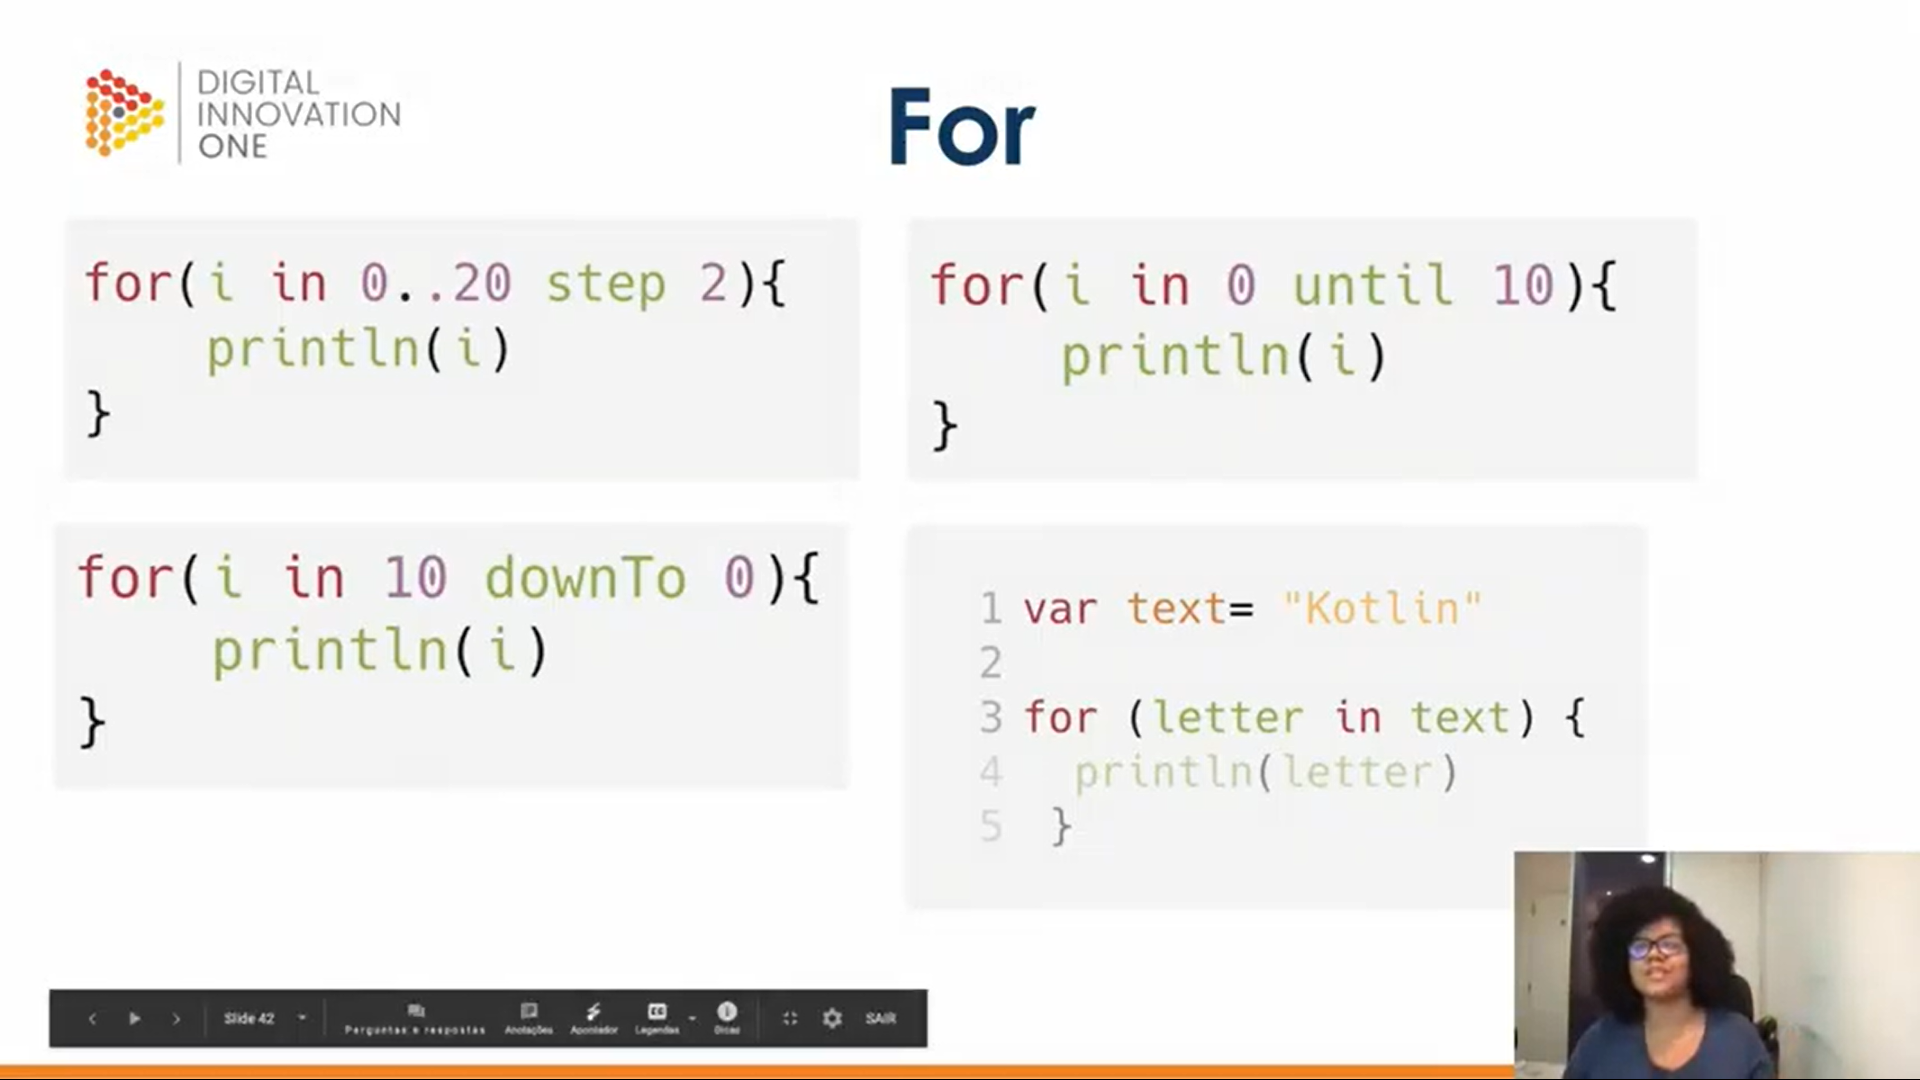 DIGITAL
INNOVATION
ONE
For
for(i in 0..20 step 2){
println(i)
}
for(i in 0 until 10){
println(i)
}
for(i in 10 downTo 0){
println(i)
}
1 var text= "Kotlin"
2
3 for (letter in text) {
4 println(letter)
5 }
Slide 42
Perguntas e respostas
Anotações
Apontador
Legendas
Dicas
SAIR